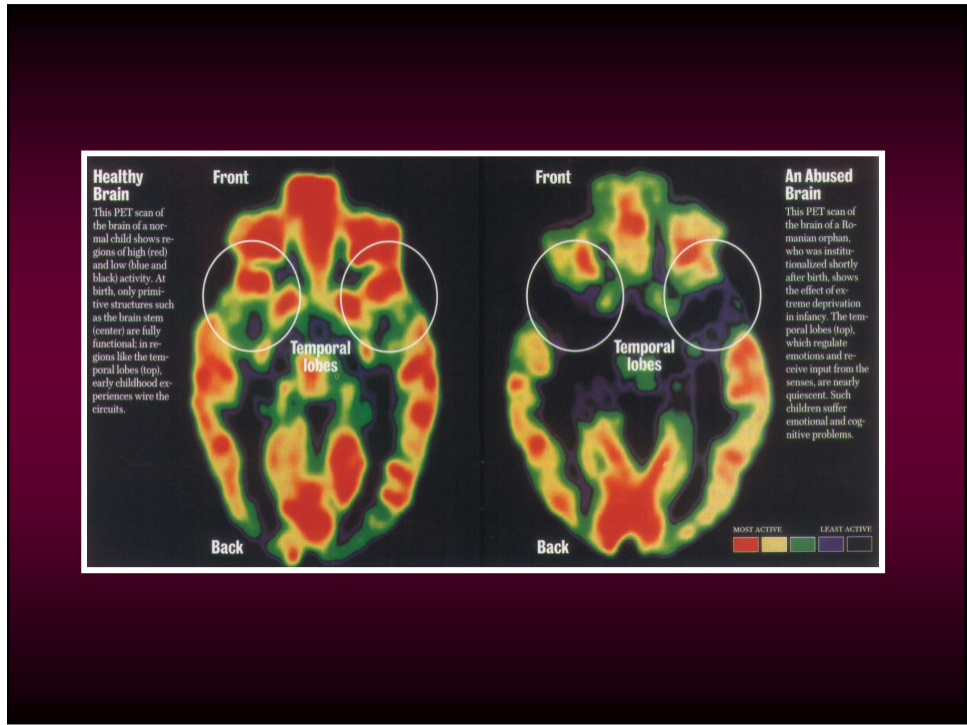 Healthy
Brain
This PET scan of
the brain of a nor-
mal child shows re-
gions of high (red)
and low (blue and
black) activity. At
birth, only primi-
tive structures such
as the brain stem
(center) are fully
functional; in re-
gions like the tem-
poral lobes (top),
early childhood ex-
periences wire the
circuits.
Front
Temporal
lobes
Back
Front
Temporal
lobes
Back
An Abused
Brain
This PET scan of
the brain of a Ro-
manian orphan,
who was institu-
tionalized shortly
after birth, shows
the effect of ex-
treme deprivation
in infancy. The tem-
poral lobes (top),
which regulate
emotions and re-
ceive input from the
senses, are nearly
quiescent. Such
children suffer
emotional and cog-
nitive problems.
MOST ACTIVE LEAST ACTIVE